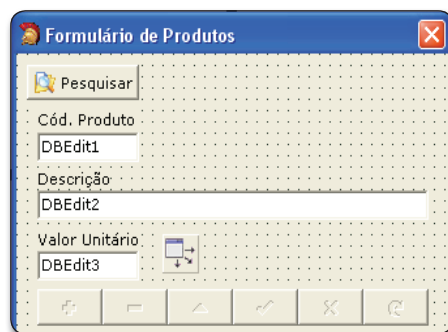 Formulário de Produtos
Pesquisar
Cód. Produto
DBEdit1
Descrição
DBEdit2
Valor Unitário
DBEdit3